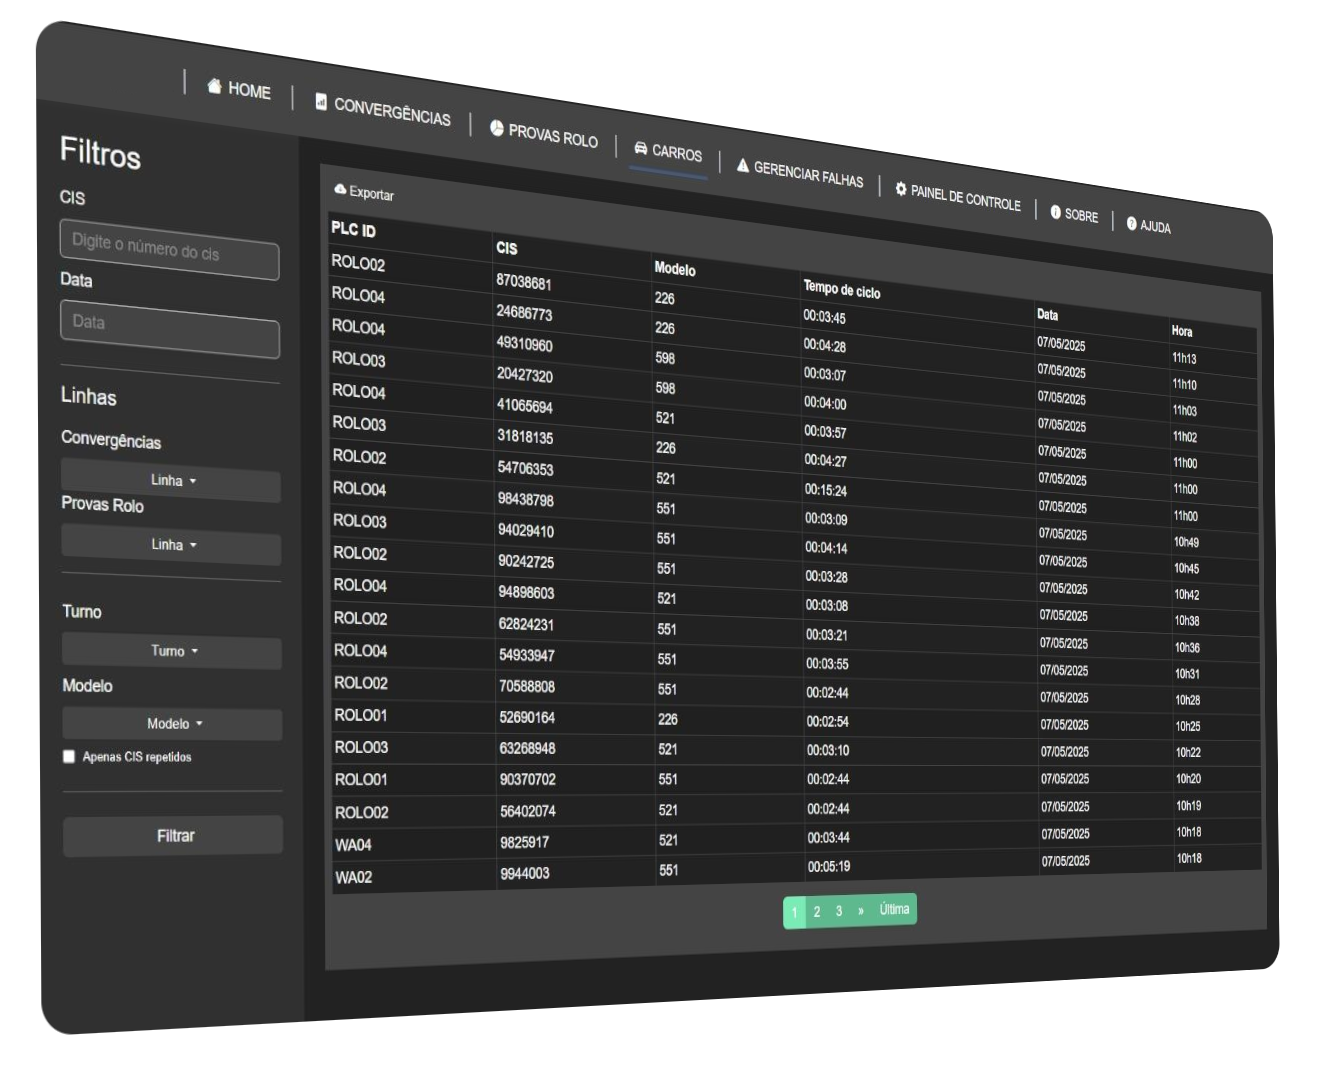 HOME | CONVERGÊNCIAS | PROVAS ROLO | CARROS | GERENCIAR FALHAS | PAINEL DE CONTROLE | SOBRE | AJUDA
Filtros
CIS
Digite o número do cis
Data
Data
Linhas
Convergências
Linha
Provas Rolo
Linha
Turno
Turno
Modelo
Modelo
Apenas CIS repetidos
Filtrar
Exportar
PLC ID CIS Modelo Tempo de ciclo Data Hora
ROLO02 87038681 226 00:03:45 07/05/2025 11h13
ROLO04 24686773 226 00:04:28 07/05/2025 11h10
ROLO04 49310960 598 00:03:07 07/05/2025 11h03
ROLO03 20427320 598 00:04:00 07/05/2025 11h02
ROLO04 41065694 521 00:03:57 07/05/2025 11h00
ROLO03 31818135 226 00:04:27 07/05/2025 11h00
ROLO02 54706353 521 00:15:24 07/05/2025 11h00
ROLO04 98438798 551 00:03:09 07/05/2025 10h49
ROLO03 94029410 551 00:04:14 07/05/2025 10h45
ROLO02 90242725 551 00:03:28 07/05/2025 10h42
ROLO04 94898603 521 00:03:08 07/05/2025 10h38
ROLO02 62824231 551 00:03:21 07/05/2025 10h36
ROLO04 54933947 551 00:03:55 07/05/2025 10h31
ROLO02 70588808 551 00:02:44 07/05/2025 10h28
ROLO01 52690164 226 00:02:54 07/05/2025 10h25
ROLO03 63268948 521 00:03:10 07/05/2025 10h22
ROLO01 90370702 551 00:02:44 07/05/2025 10h20
ROLO02 56402074 521 00:02:44 07/05/2025 10h19
WA04 9825917 521 00:03:44 07/05/2025 10h18
WA02 9944003 551 00:05:19 07/05/2025 10h18
1 2 3 » Última